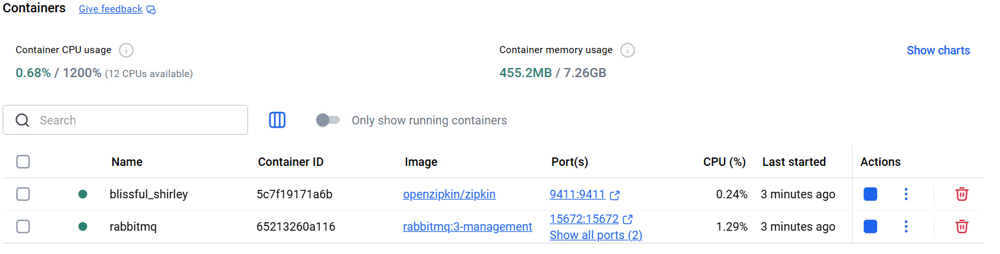 Containers Give feedback
Container CPU usage
Container memory usage
Show charts
0.68% / 1200% (12 CPUs available)
455.2MB / 7.26GB
Search
Only show running containers
Name Container ID Image Port(s) CPU (%) Last started Actions
blissful_shirley 5c7f19171a6b openzipkin/zipkin 9411:9411 0.24% 3 minutes ago
rabbitmq 65213260a116 rabbitmq:3-management 15672:15672 1.29% 3 minutes ago
Show all ports (2)